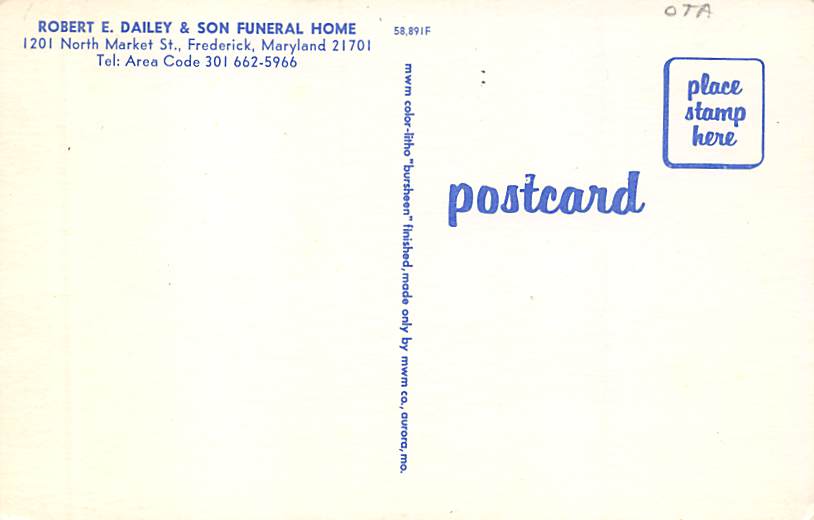 ROBERT E. DAILEY & SON FUNERAL HOME
1201 North Market St., Frederick, Maryland 21701
Tel: Area Code 301 662-5966
58,891F
OTA
place
stamp
here
postcard
mwm color-litho "bursheen" finished, made only by mwm co., aurora, mo.